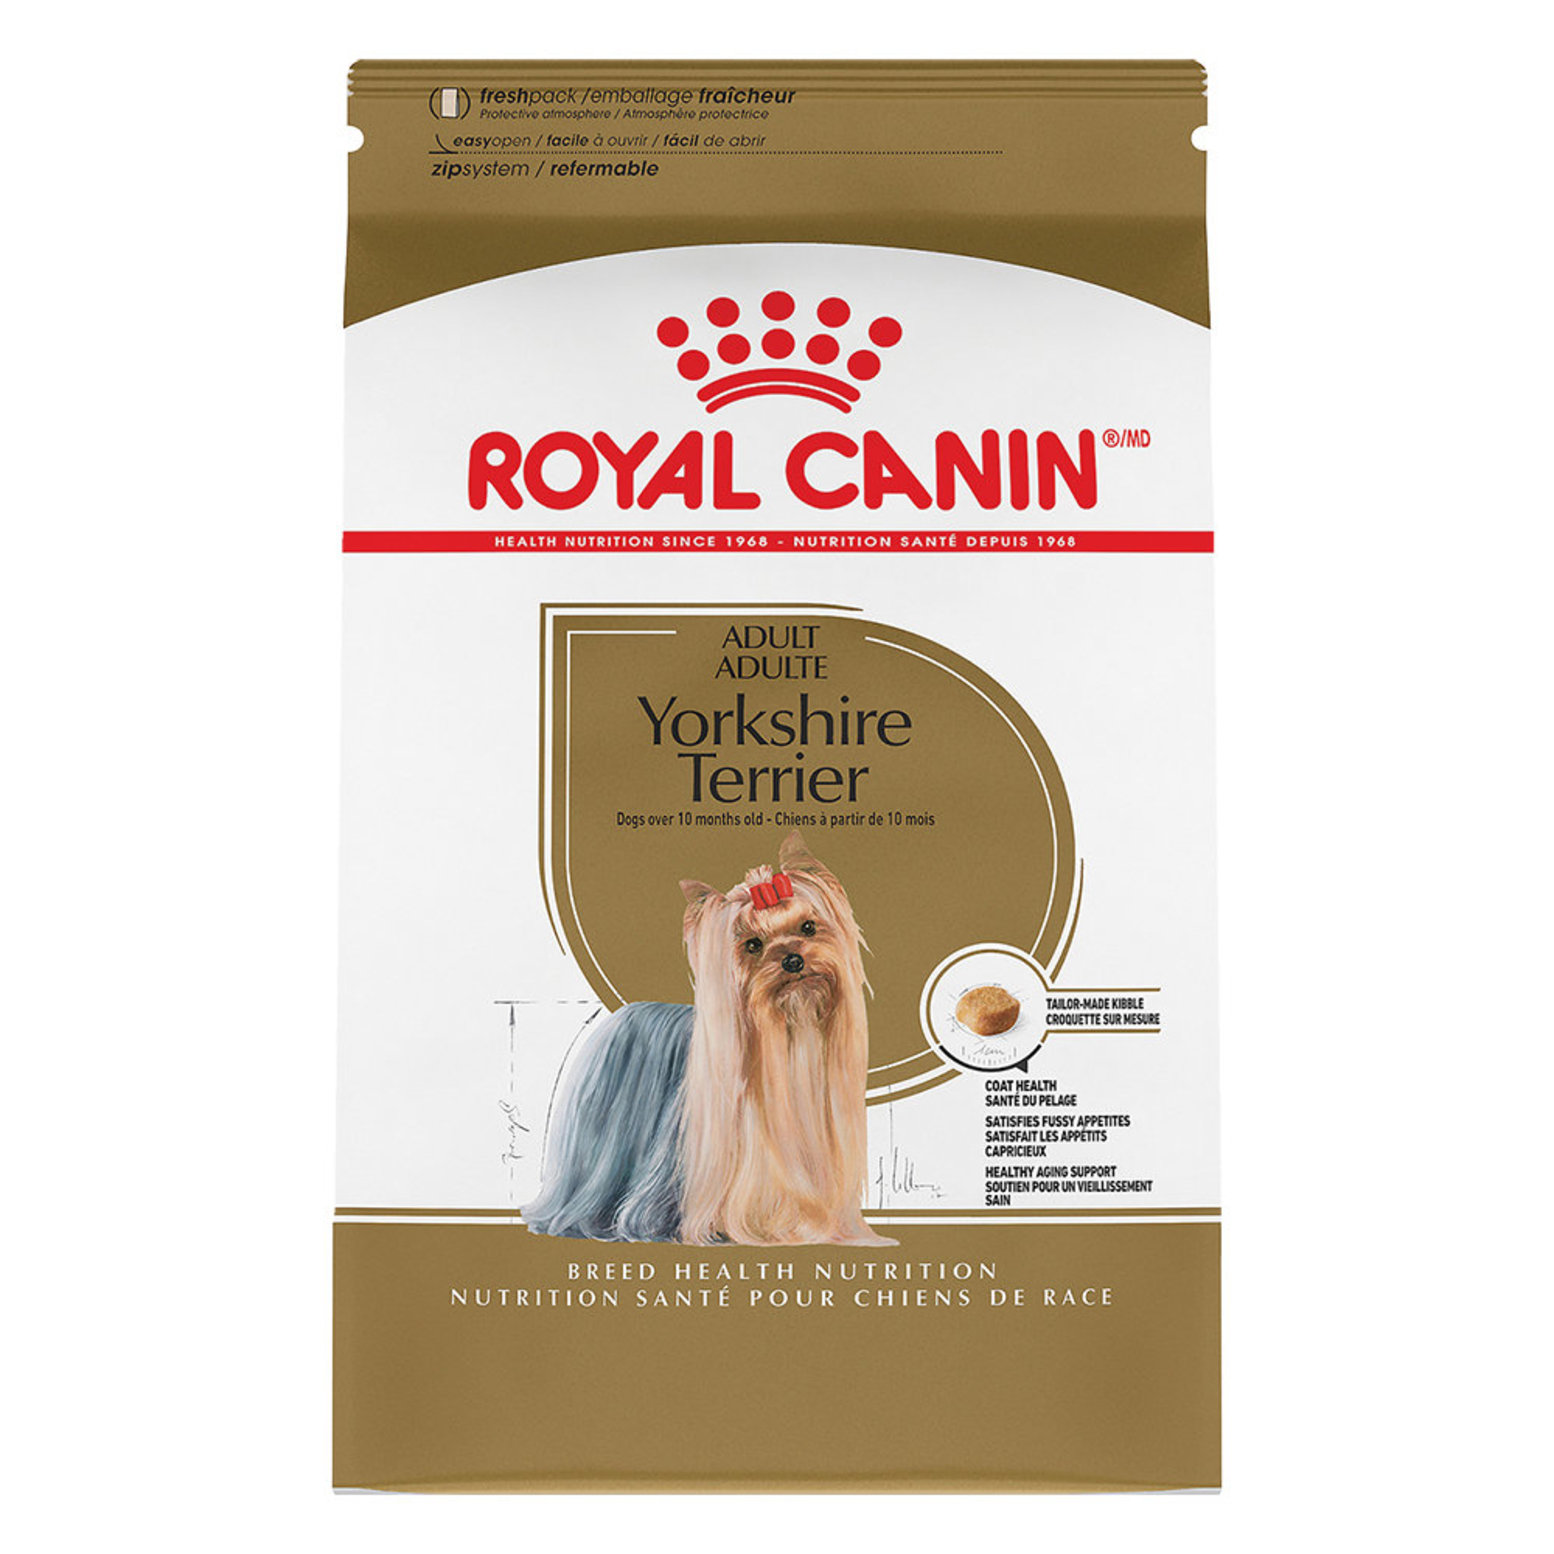 freshpack / emballage fraîcheur
Protective atmosphere / Atmosphère protectrice
easyopen / facile à ouvrir / fácil de abrir
zipsystem / refermable
ROYAL CANIN®/MD
HEALTH NUTRITION SINCE 1968 - NUTRITION SANTÉ DEPUIS 1968
ADULT
ADULTE
Yorkshire
Terrier
Dogs over 10 months old - Chiens à partir de 10 mois
TAILOR-MADE KIBBLE
CROQUETTE SUR MESURE
1cm
COAT HEALTH
SANTÉ DU PELAGE
SATISFIES FUSSY APPETITES
SATISFAIT LES APPÉTITS
CAPRICIEUX
HEALTHY AGING SUPPORT
SOUTIEN POUR UN VIEILLISSEMENT
SAIN
BREED HEALTH NUTRITION
NUTRITION SANTÉ POUR CHIENS DE RACE